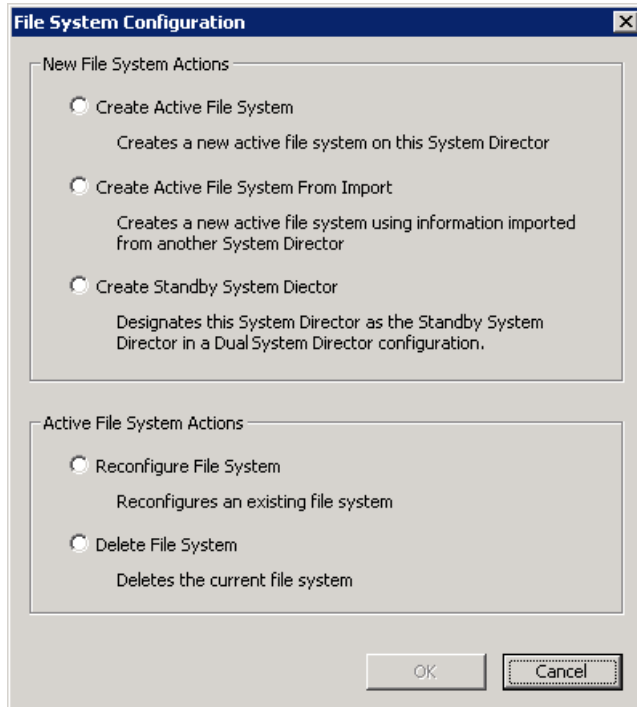 File System Configuration
New File System Actions
Create Active File System
Creates a new active file system on this System Director
Create Active File System From Import
Creates a new active file system using information imported
from another System Director
Create Standby System Diector
Designates this System Director as the Standby System
Director in a Dual System Director configuration.
Active File System Actions
Reconfigure File System
Reconfigures an existing file system
Delete File System
Deletes the current file system
OK
Cancel